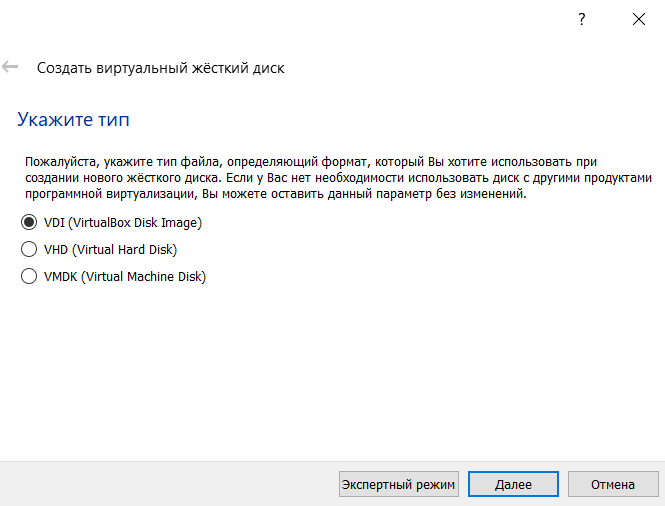 ?
Создать виртуальный жёсткий диск
Укажите тип
Пожалуйста, укажите тип файла, определяющий формат, который Вы хотите использовать при
создании нового жёсткого диска. Если у Вас нет необходимости использовать диск с другими продуктами
программной виртуализации, Вы можете оставить данный параметр без изменений.
VDI (VirtualBox Disk Image)
VHD (Virtual Hard Disk)
VMDK (Virtual Machine Disk)
Экспертный режим Далее Отмена